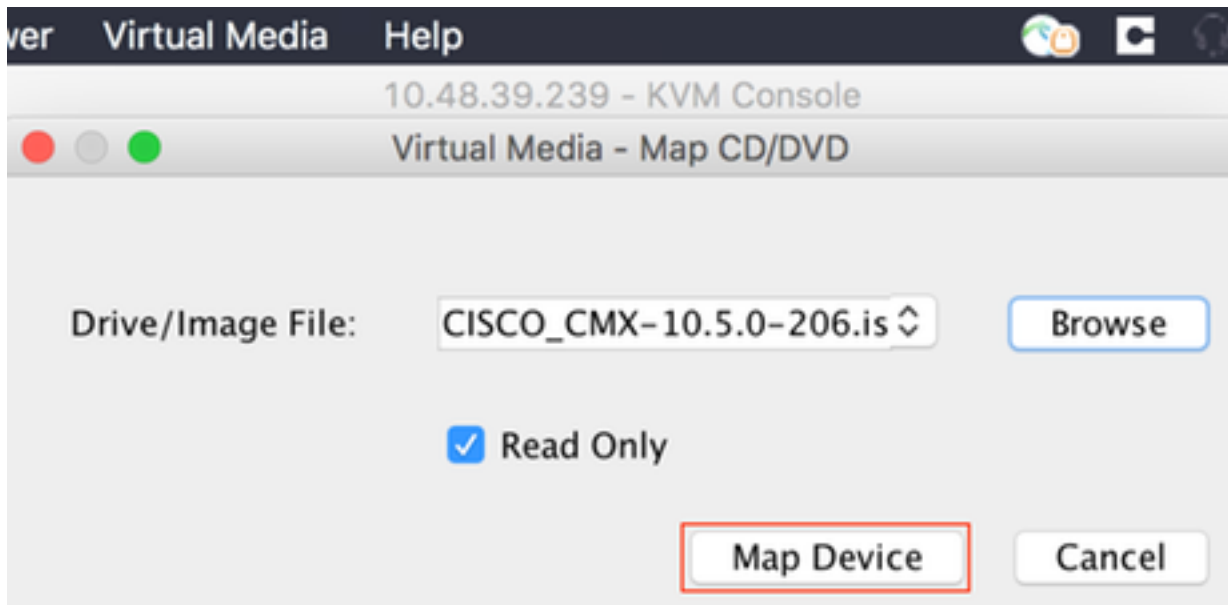 wer Virtual Media Help
10.48.39.239 - KVM Console
Virtual Media - Map CD/DVD
Drive/Image File: CISCO_CMX-10.5.0-206.is Browse
Read Only
Map Device Cancel